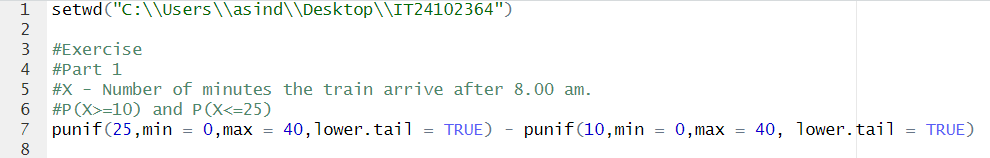 1 setwd("C:\\Users\\asind\\Desktop\\IT24102364")
2
3 #Exercise
4 #Part 1
5 #X - Number of minutes the train arrive after 8.00 am.
6 #P(X>=10) and P(X<=25)
7 punif(25,min = 0,max = 40,lower.tail = TRUE) - punif(10,min = 0,max = 40, lower.tail = TRUE)
8